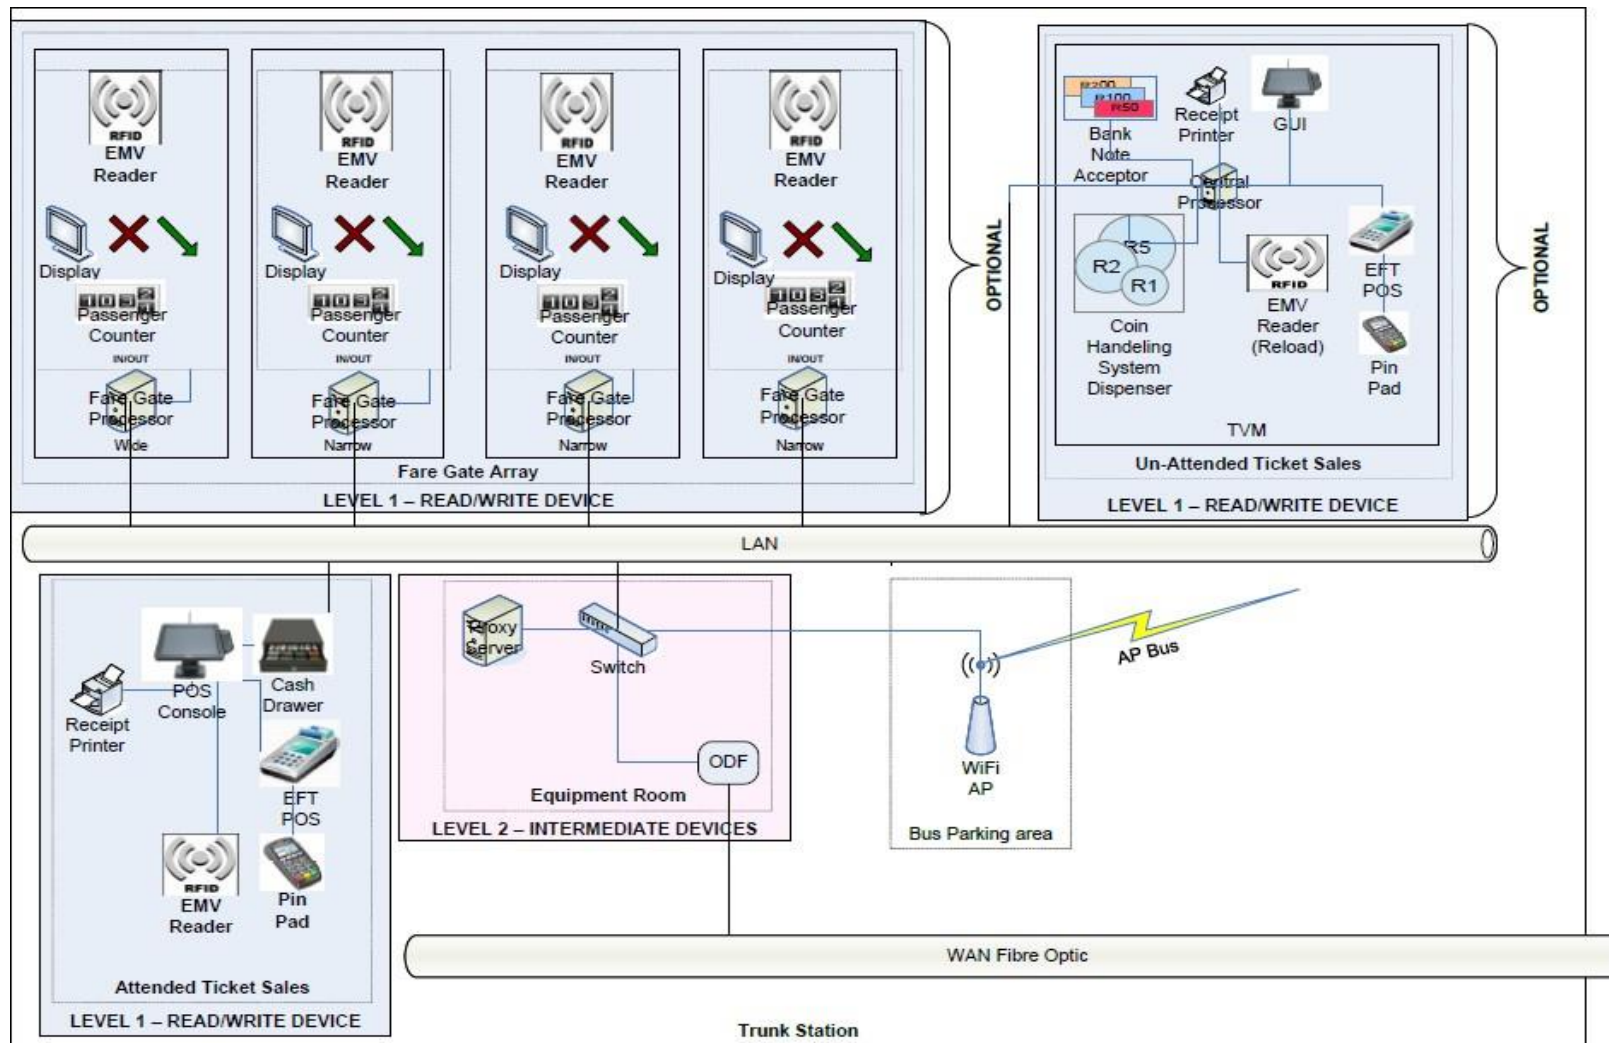 RFID
EMV
Reader
Display
1032
Passenger
Counter
IN/OUT
Fare Gate
Processor
Wide
RFID
EMV
Reader
Display
1032
Passenger
Counter
IN/OUT
Fare Gate
Processor
Narrow
RFID
EMV
Reader
Display
1032
Passenger
Counter
IN/OUT
Fare Gate
Processor
Narrow
RFID
EMV
Reader
Display
1032
Passenger
Counter
IN/OUT
Fare Gate
Processor
Narrow
Fare Gate Array
LEVEL 1 – READ/WRITE DEVICE
OPTIONAL
R200
R100
R50
Bank
Note
Acceptor
Receipt
Printer
GUI
Central
Processor
R5
R2
R1
Coin
Handeling
System
Dispenser
RFID
EMV
Reader
(Reload)
EFT
POS
Pin
Pad
TVM
Un-Attended Ticket Sales
LEVEL 1 – READ/WRITE DEVICE
OPTIONAL
LAN
POS
Console
Cash
Drawer
Receipt
Printer
EFT
POS
RFID
EMV
Reader
Pin
Pad
Attended Ticket Sales
LEVEL 1 – READ/WRITE DEVICE
Proxy
Server
Switch
ODF
Equipment Room
LEVEL 2 – INTERMEDIATE DEVICES
AP Bus
WiFi
AP
Bus Parking area
WAN Fibre Optic
Trunk Station